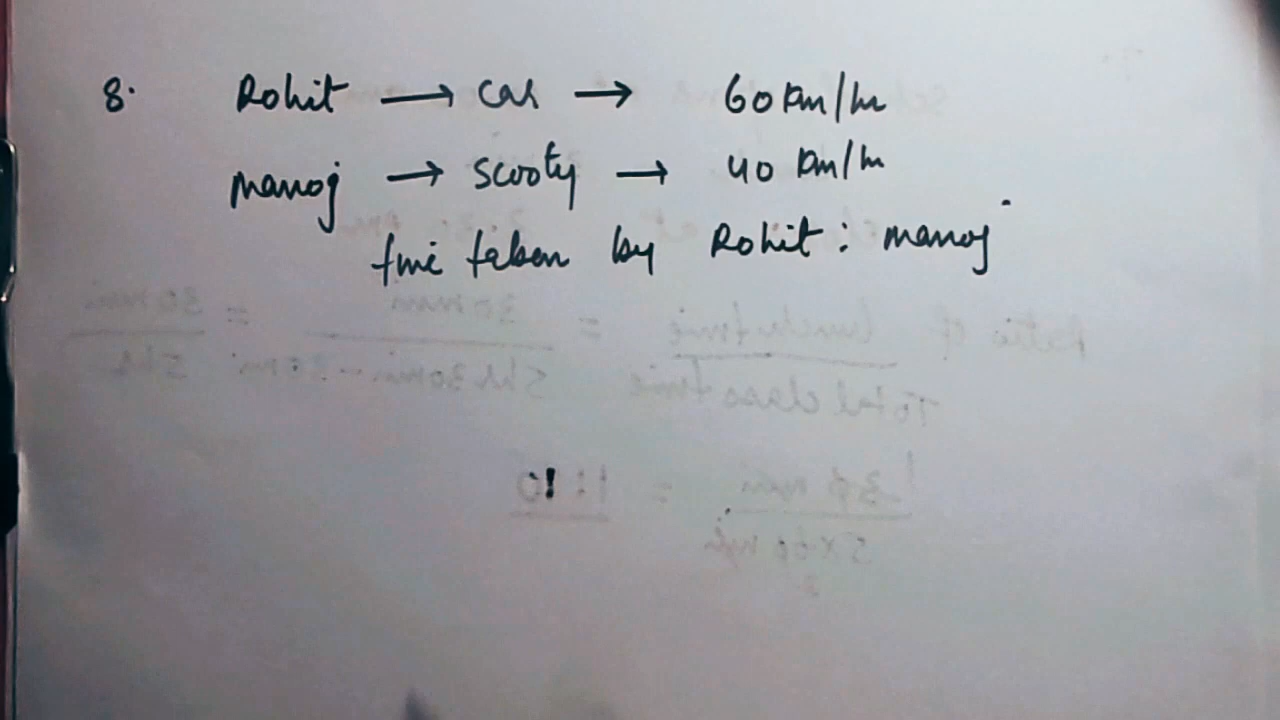 8. Rohit → car → 60 km/hr
manoj → scooty → 40 km/hr
time taken by Rohit : manoj